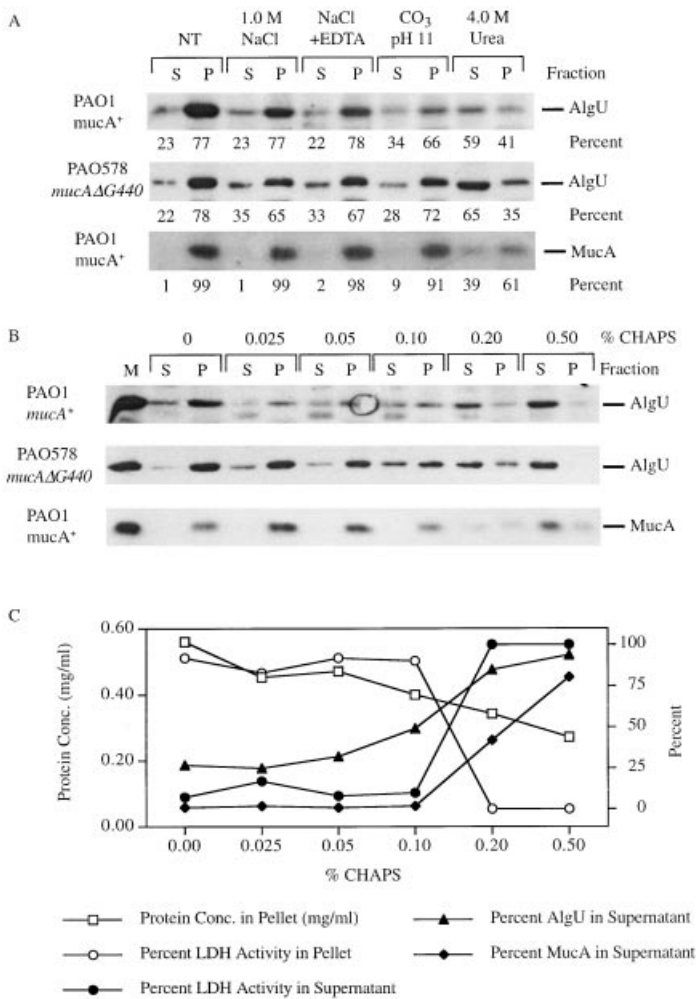 A
1.0 M NaCl CO3 4.0 M
NT NaCl +EDTA pH 11 Urea
S P S P S P S P S P Fraction
PAO1
mucA+
AlgU
23 77 23 77 22 78 34 66 59 41 Percent
PAO578
mucAΔG440
AlgU
22 78 35 65 33 67 28 72 65 35 Percent
PAO1
mucA+
MucA
1 99 1 99 2 98 9 91 39 61 Percent
B
0 0.025 0.05 0.10 0.20 0.50 % CHAPS
M S P S P S P S P S P S P Fraction
PAO1
mucA+
AlgU
PAO578
mucAΔG440
AlgU
PAO1
mucA+
MucA
C
Protein Conc. (mg/ml)
0.60
0.40
0.20
0.00
100
75
50
25
0
Percent
0.00 0.025 0.05 0.10 0.20 0.50
% CHAPS
Protein Conc. in Pellet (mg/ml)
Percent AlgU in Supernatant
Percent LDH Activity in Pellet
Percent MucA in Supernatant
Percent LDH Activity in Supernatant